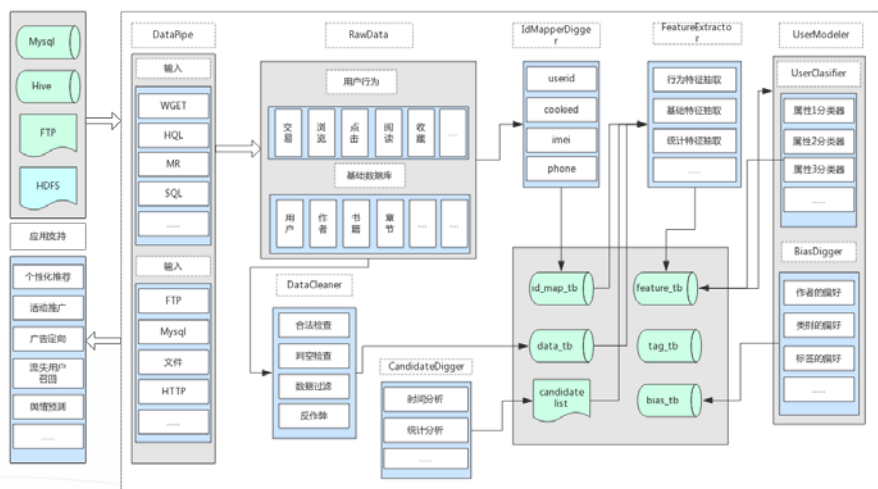 Mysql
Hive
FTP
HDFS
应用支持
个性化推荐
活动推广
广告定向
流失用户
召回
舆情预测
......
DataPipe
输入
WGET
HQL
MR
SQL
......
输入
FTP
Mysql
文件
HTTP
......
RawData
用户行为
交易
浏览
点击
阅读
收藏
....
基础数据库
用户
作者
书籍
章节
....
....
DataCleaner
合法检查
判空检查
数据过滤
反作弊
IdMapperDigge
r
userid
cookied
imei
phone
CandidateDigger
时间分析
统计分析
......
FeatureExtracto
r
行为特征抽取
基础特征抽取
统计特征抽取
......
id_map_tb
feature_tb
data_tb
tag_tb
candidate
list
bias_tb
UserModeler
UserClasifier
属性1分类器
属性2分类器
属性3分类器
......
BiasDigger
作者的偏好
类别的偏好
标签的偏好
......